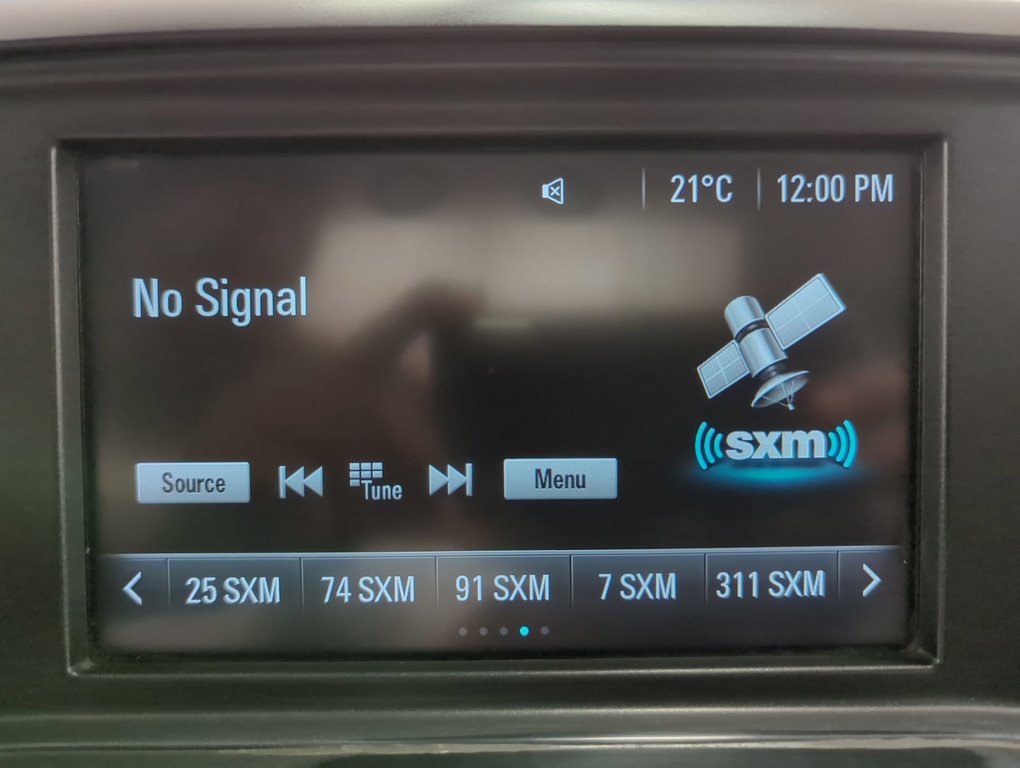 21°C 12:00 PM
No Signal
sxm
Source Tune Menu
25 SXM 74 SXM 91 SXM 7 SXM 311 SXM